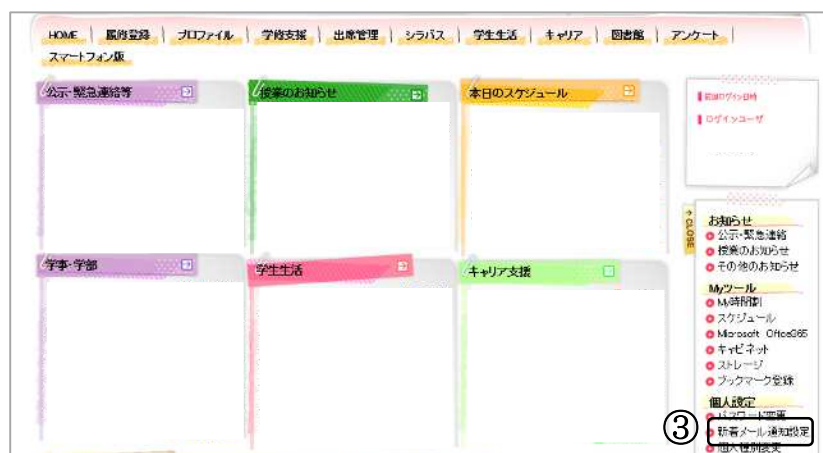 HOME | 履修登録 | プロファイル | 学修支援 | 出席管理 | シラバス | 学生生活 | キャリア | 図書館 | アンケート |
スマートフォン版
公示・緊急連絡等
授業のお知らせ
本日のスケジュール
前回ログイン日時
ログインユーザ
学事・学部
学生生活
キャリア支援
CLOSE
お知らせ
公示・緊急連絡
授業のお知らせ
その他のお知らせ
Myツール
My時間割
スケジュール
Microsoft Office365
キャビネット
ストレージ
ブックマーク登録
個人設定
パスワード変更
③ 新着メール通知設定
個人種別変更